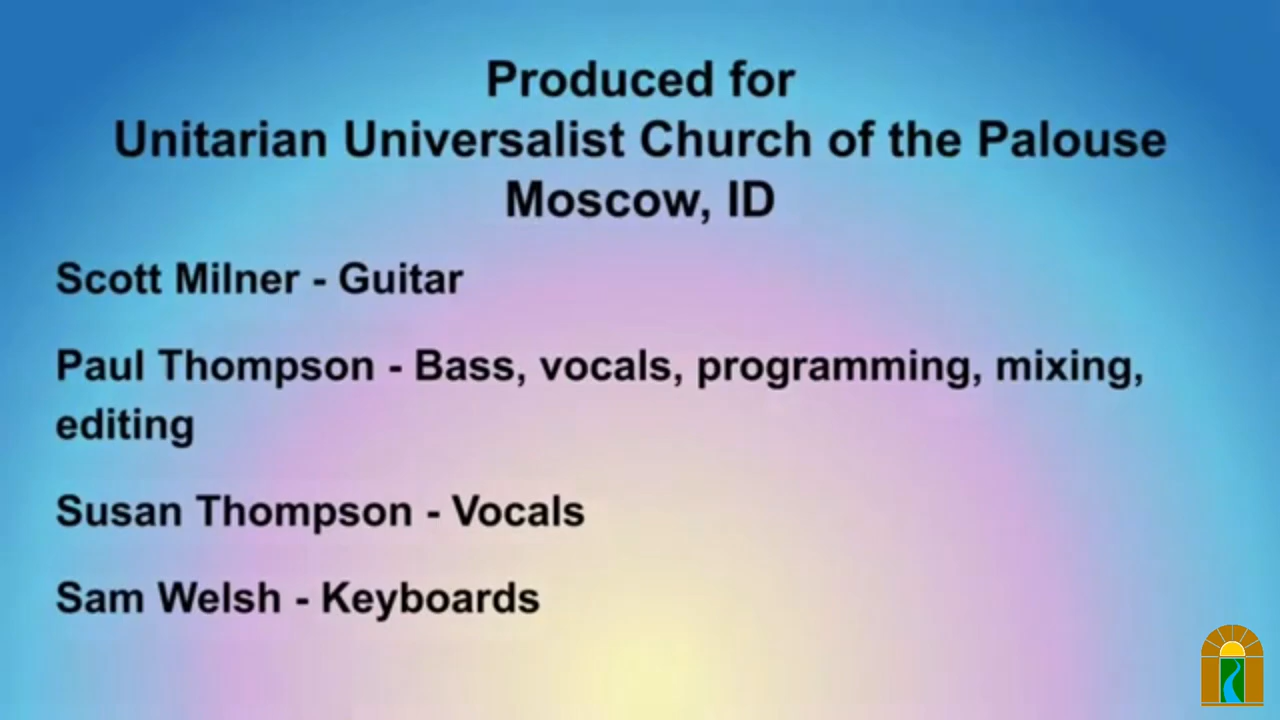 Produced for
Unitarian Universalist Church of the Palouse
Moscow, ID
Scott Milner - Guitar
Paul Thompson - Bass, vocals, programming, mixing,
editing
Susan Thompson - Vocals
Sam Welsh - Keyboards